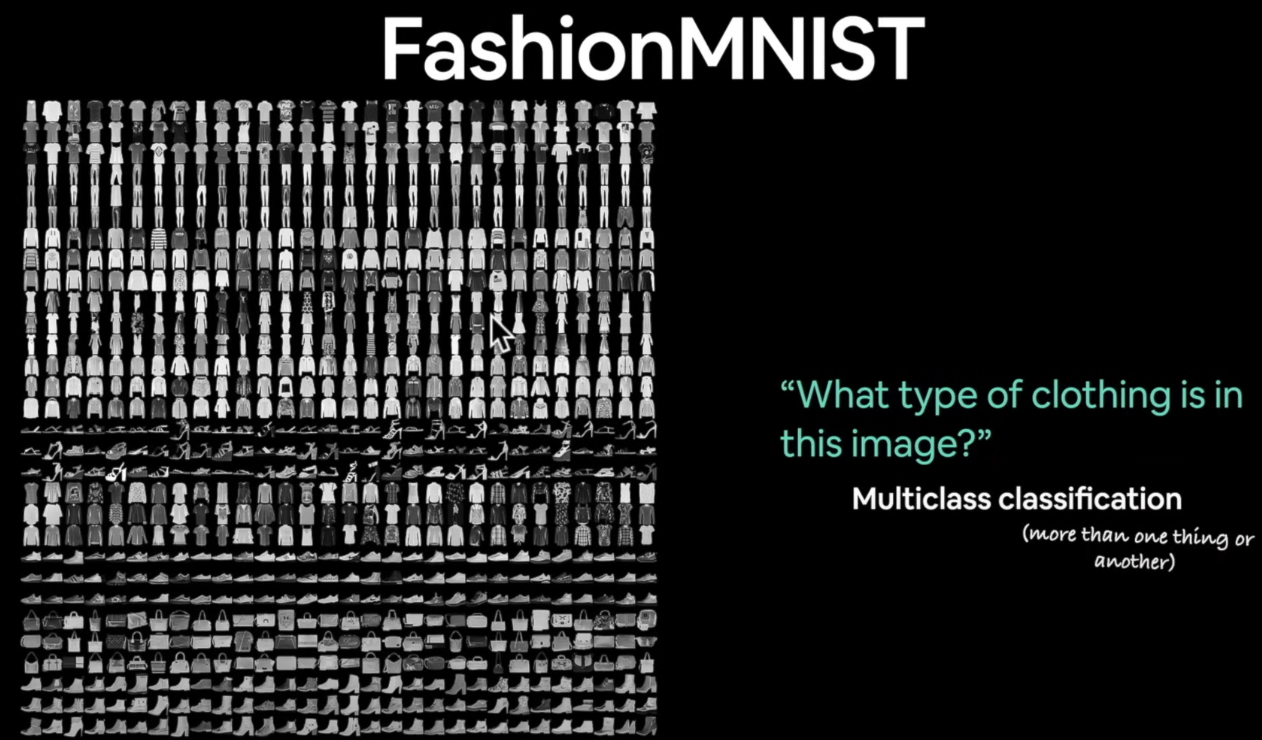 FashionMNIST
“What type of clothing is in
this image?”
Multiclass classification
(more than one thing or
another)